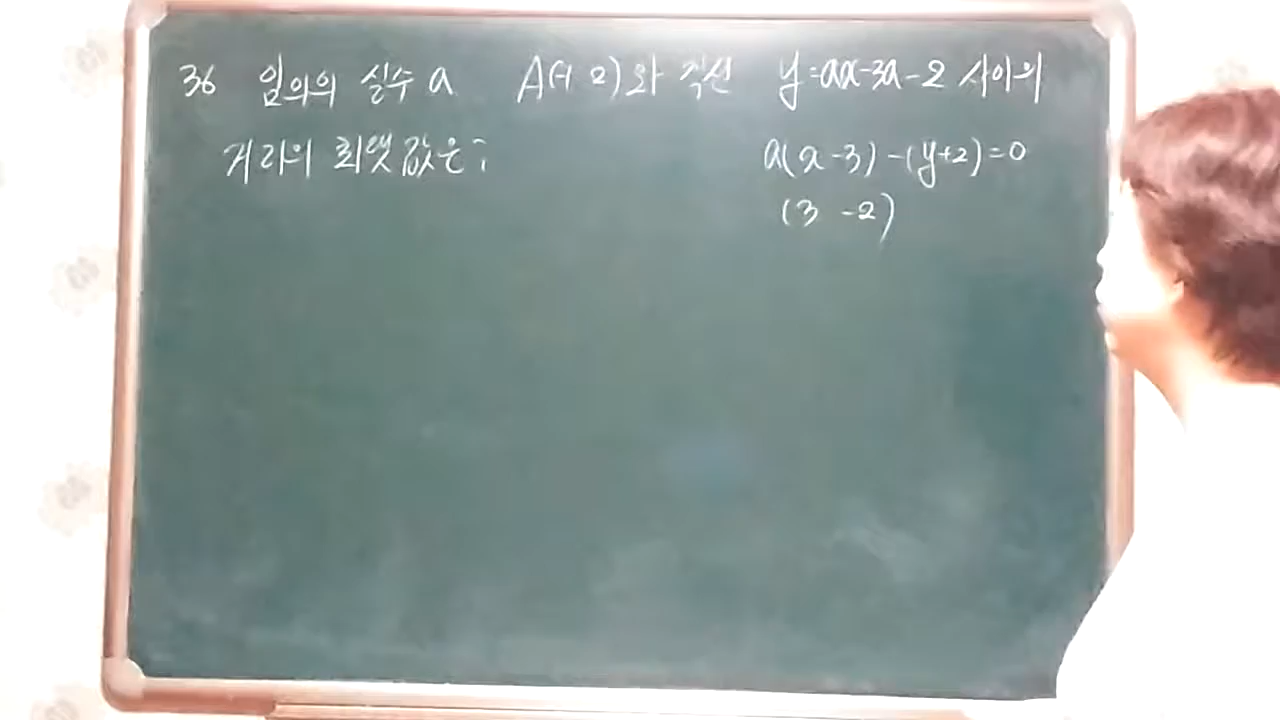 36 임의의 실수 a A(-1 2)와 직선 y=ax-3a-2 사이의
거리의 최댓값은?
a(x-3)-(y+2)=0
(3 -2)